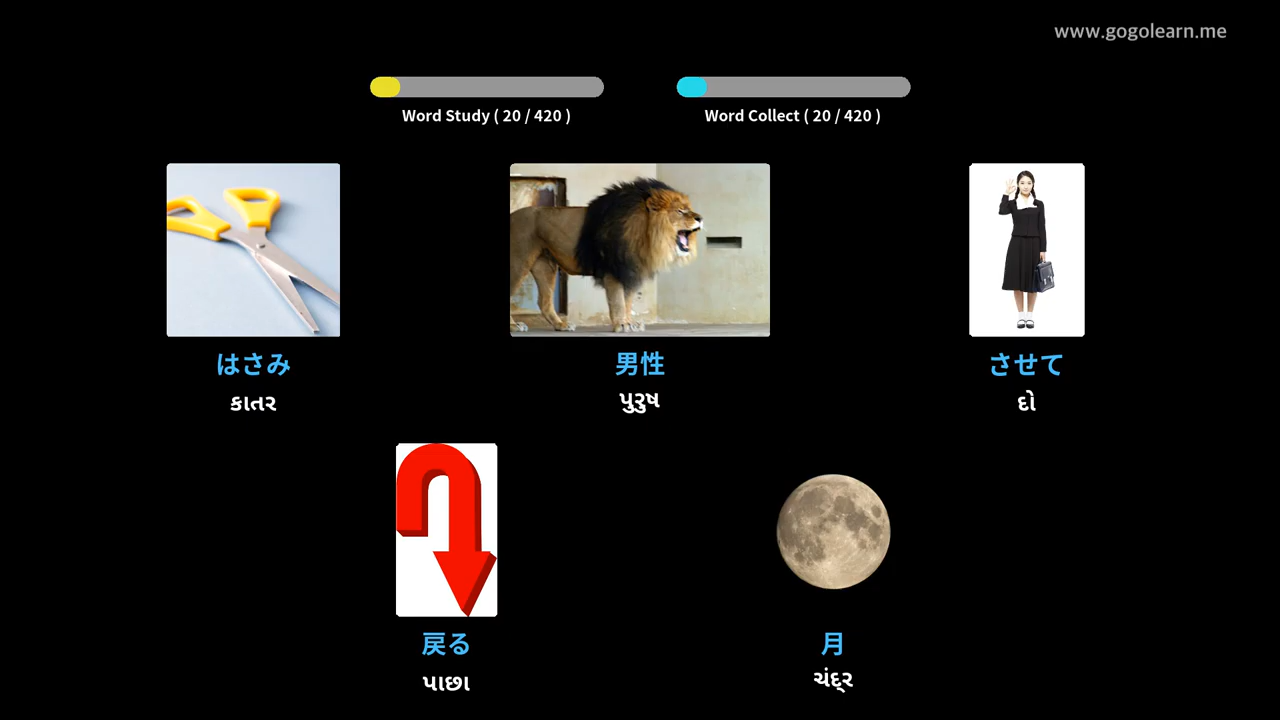 www.gogolearn.me
Word Study ( 20 / 420 )
Word Collect ( 20 / 420 )
はさみ
કાતર
男性
પુરુષ
させて
દો
戻る
પાછા
月
ચંદ્ર